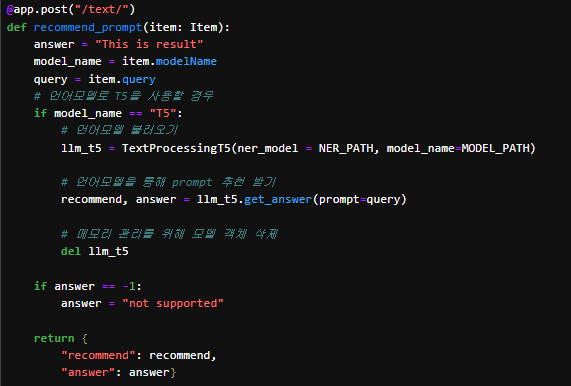 @app.post("/text/")
def recommend_prompt(item: Item):
    answer = "This is result"
    model_name = item.modelName
    query = item.query
    # 언어모델로 T5를 사용할 경우
    if model_name == "T5":
        # 언어모델 불러오기
        llm_t5 = TextProcessingT5(ner_model = NER_PATH, model_name=MODEL_PATH)

        # 언어모델을 통해 prompt 추천 받기
        recommend, answer = llm_t5.get_answer(prompt=query)

        # 메모리 관리를 위해 모델 객체 삭제
        del llm_t5

    if answer == -1:
        answer = "not supported"

    return {
        "recommend": recommend,
        "answer": answer}